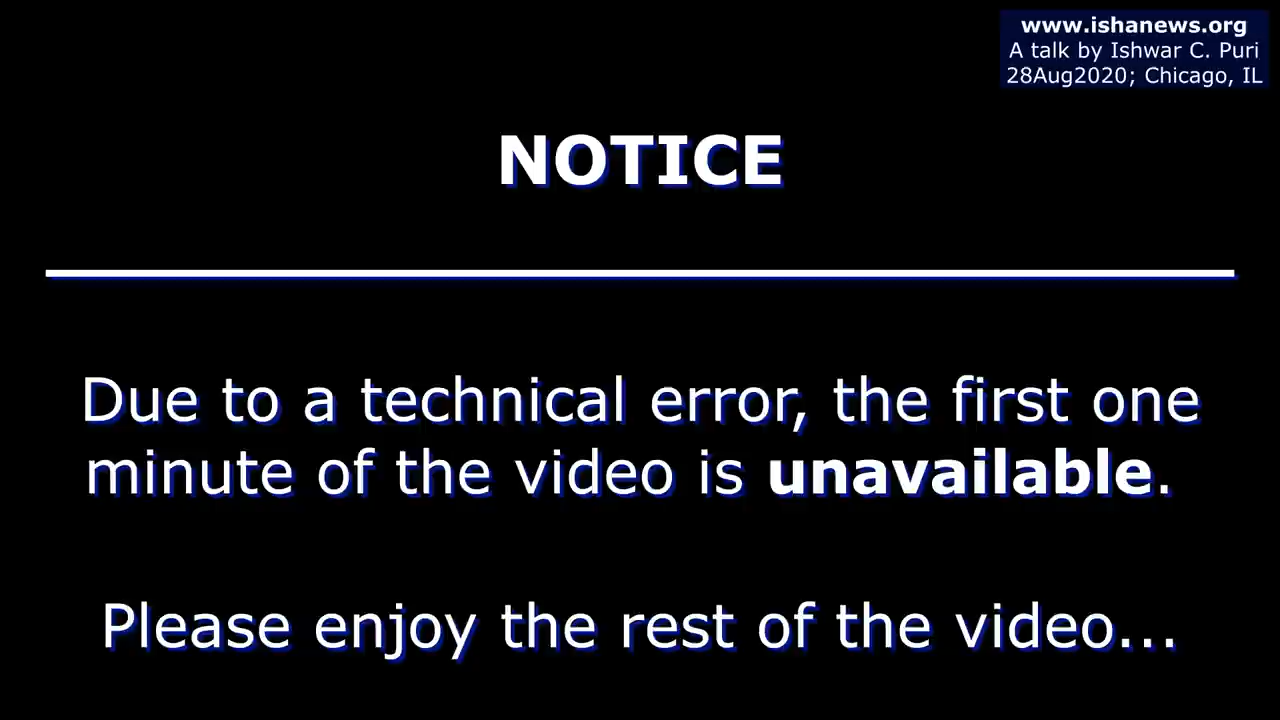 www.ishanews.org
A talk by Ishwar C. Puri
28Aug2020; Chicago, IL
NOTICE
Due to a technical error, the first one
minute of the video is unavailable.
Please enjoy the rest of the video...